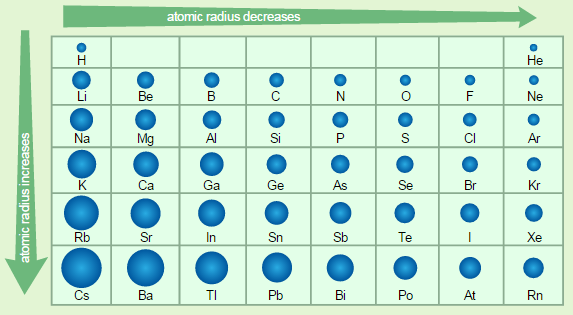 atomic radius decreases
atomic radius increases
H He
Li Be B C N O F Ne
Na Mg Al Si P S Cl Ar
K Ca Ga Ge As Se Br Kr
Rb Sr In Sn Sb Te I Xe
Cs Ba Tl Pb Bi Po At Rn